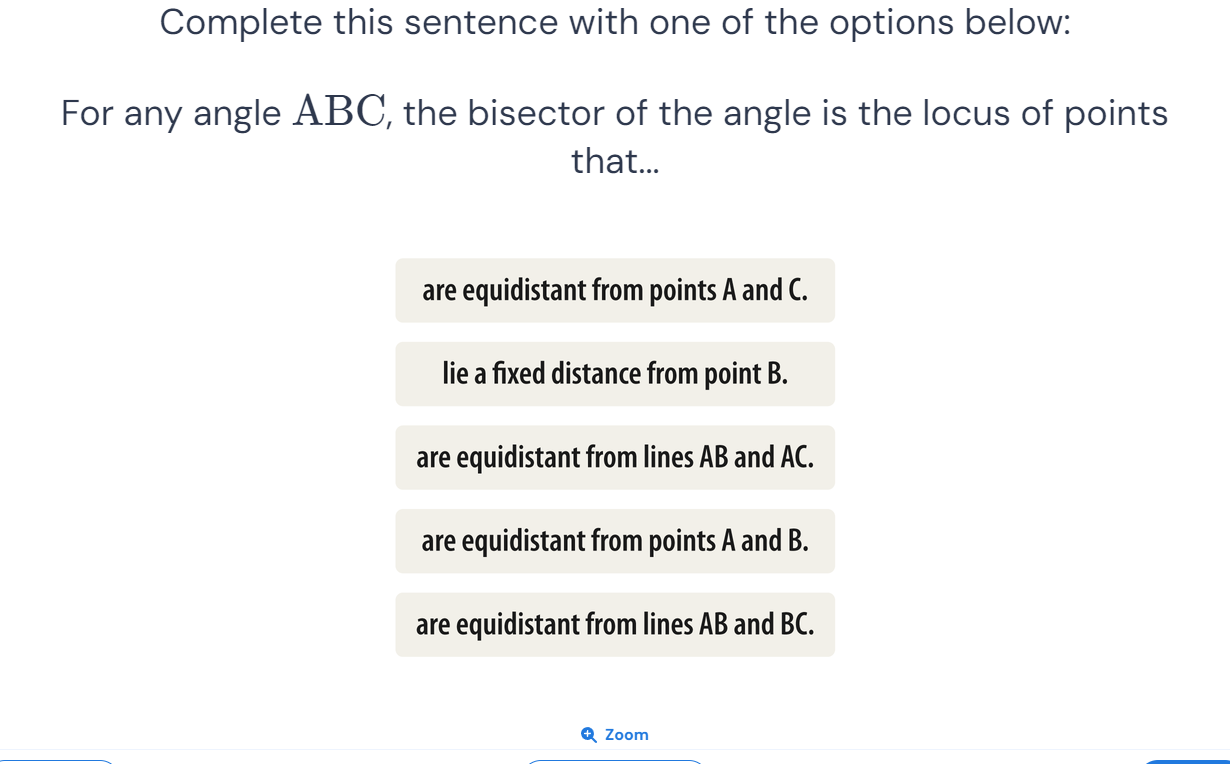 Complete this sentence with one of the options below:
For any angle ABC, the bisector of the angle is the locus of points
that...
are equidistant from points A and C.
lie a fixed distance from point B.
are equidistant from lines AB and AC.
are equidistant from points A and B.
are equidistant from lines AB and BC.
Zoom